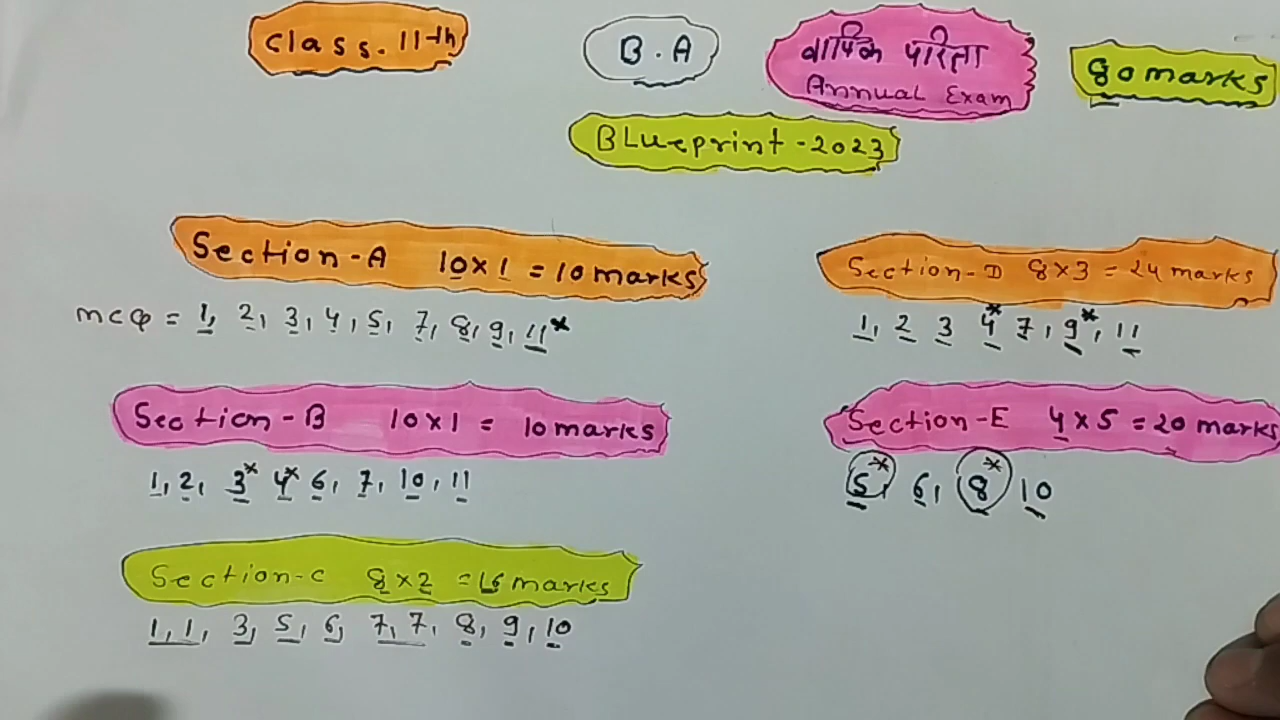 Class. 11th
B.A
वार्षिक परिक्षा
Annual Exam
80 marks
BLueprint - 2023
Section-A 10 x 1 = 10 marks
mcq = 1, 2, 3, 4, 5, 7, 8, 9, 11*
Section-B 10 x 1 = 10 marks
1, 2, 3* 4* 6, 7, 10, 11
Section-C 8 x 2 = 16 marks
1, 1, 3, 5, 6, 7, 7, 8, 9, 10
Section-D 8 x 3 = 24 marks
1, 2 3 4* 7, 9*, 11
Section-E 4 x 5 = 20 marks
5*, 6, 8* 10